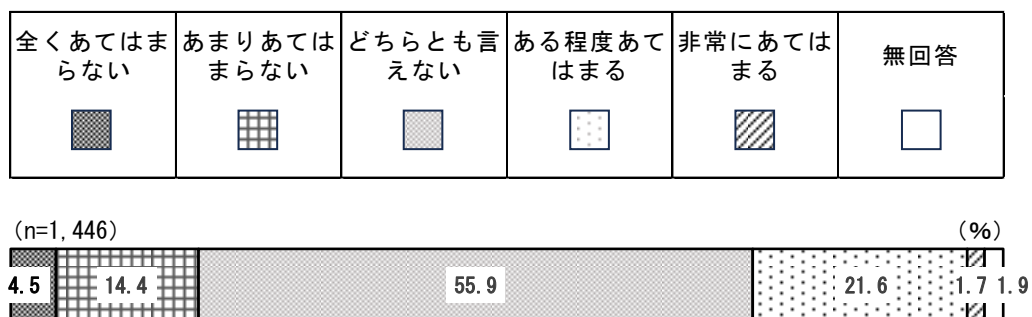 全くあてはま
らない
あまりあては
まらない
どちらとも言
えない
ある程度あて
はまる
非常にあては
まる
無回答
(n=1,446)
(%)
4.5 14.4 55.9 21.6 1.7 1.9